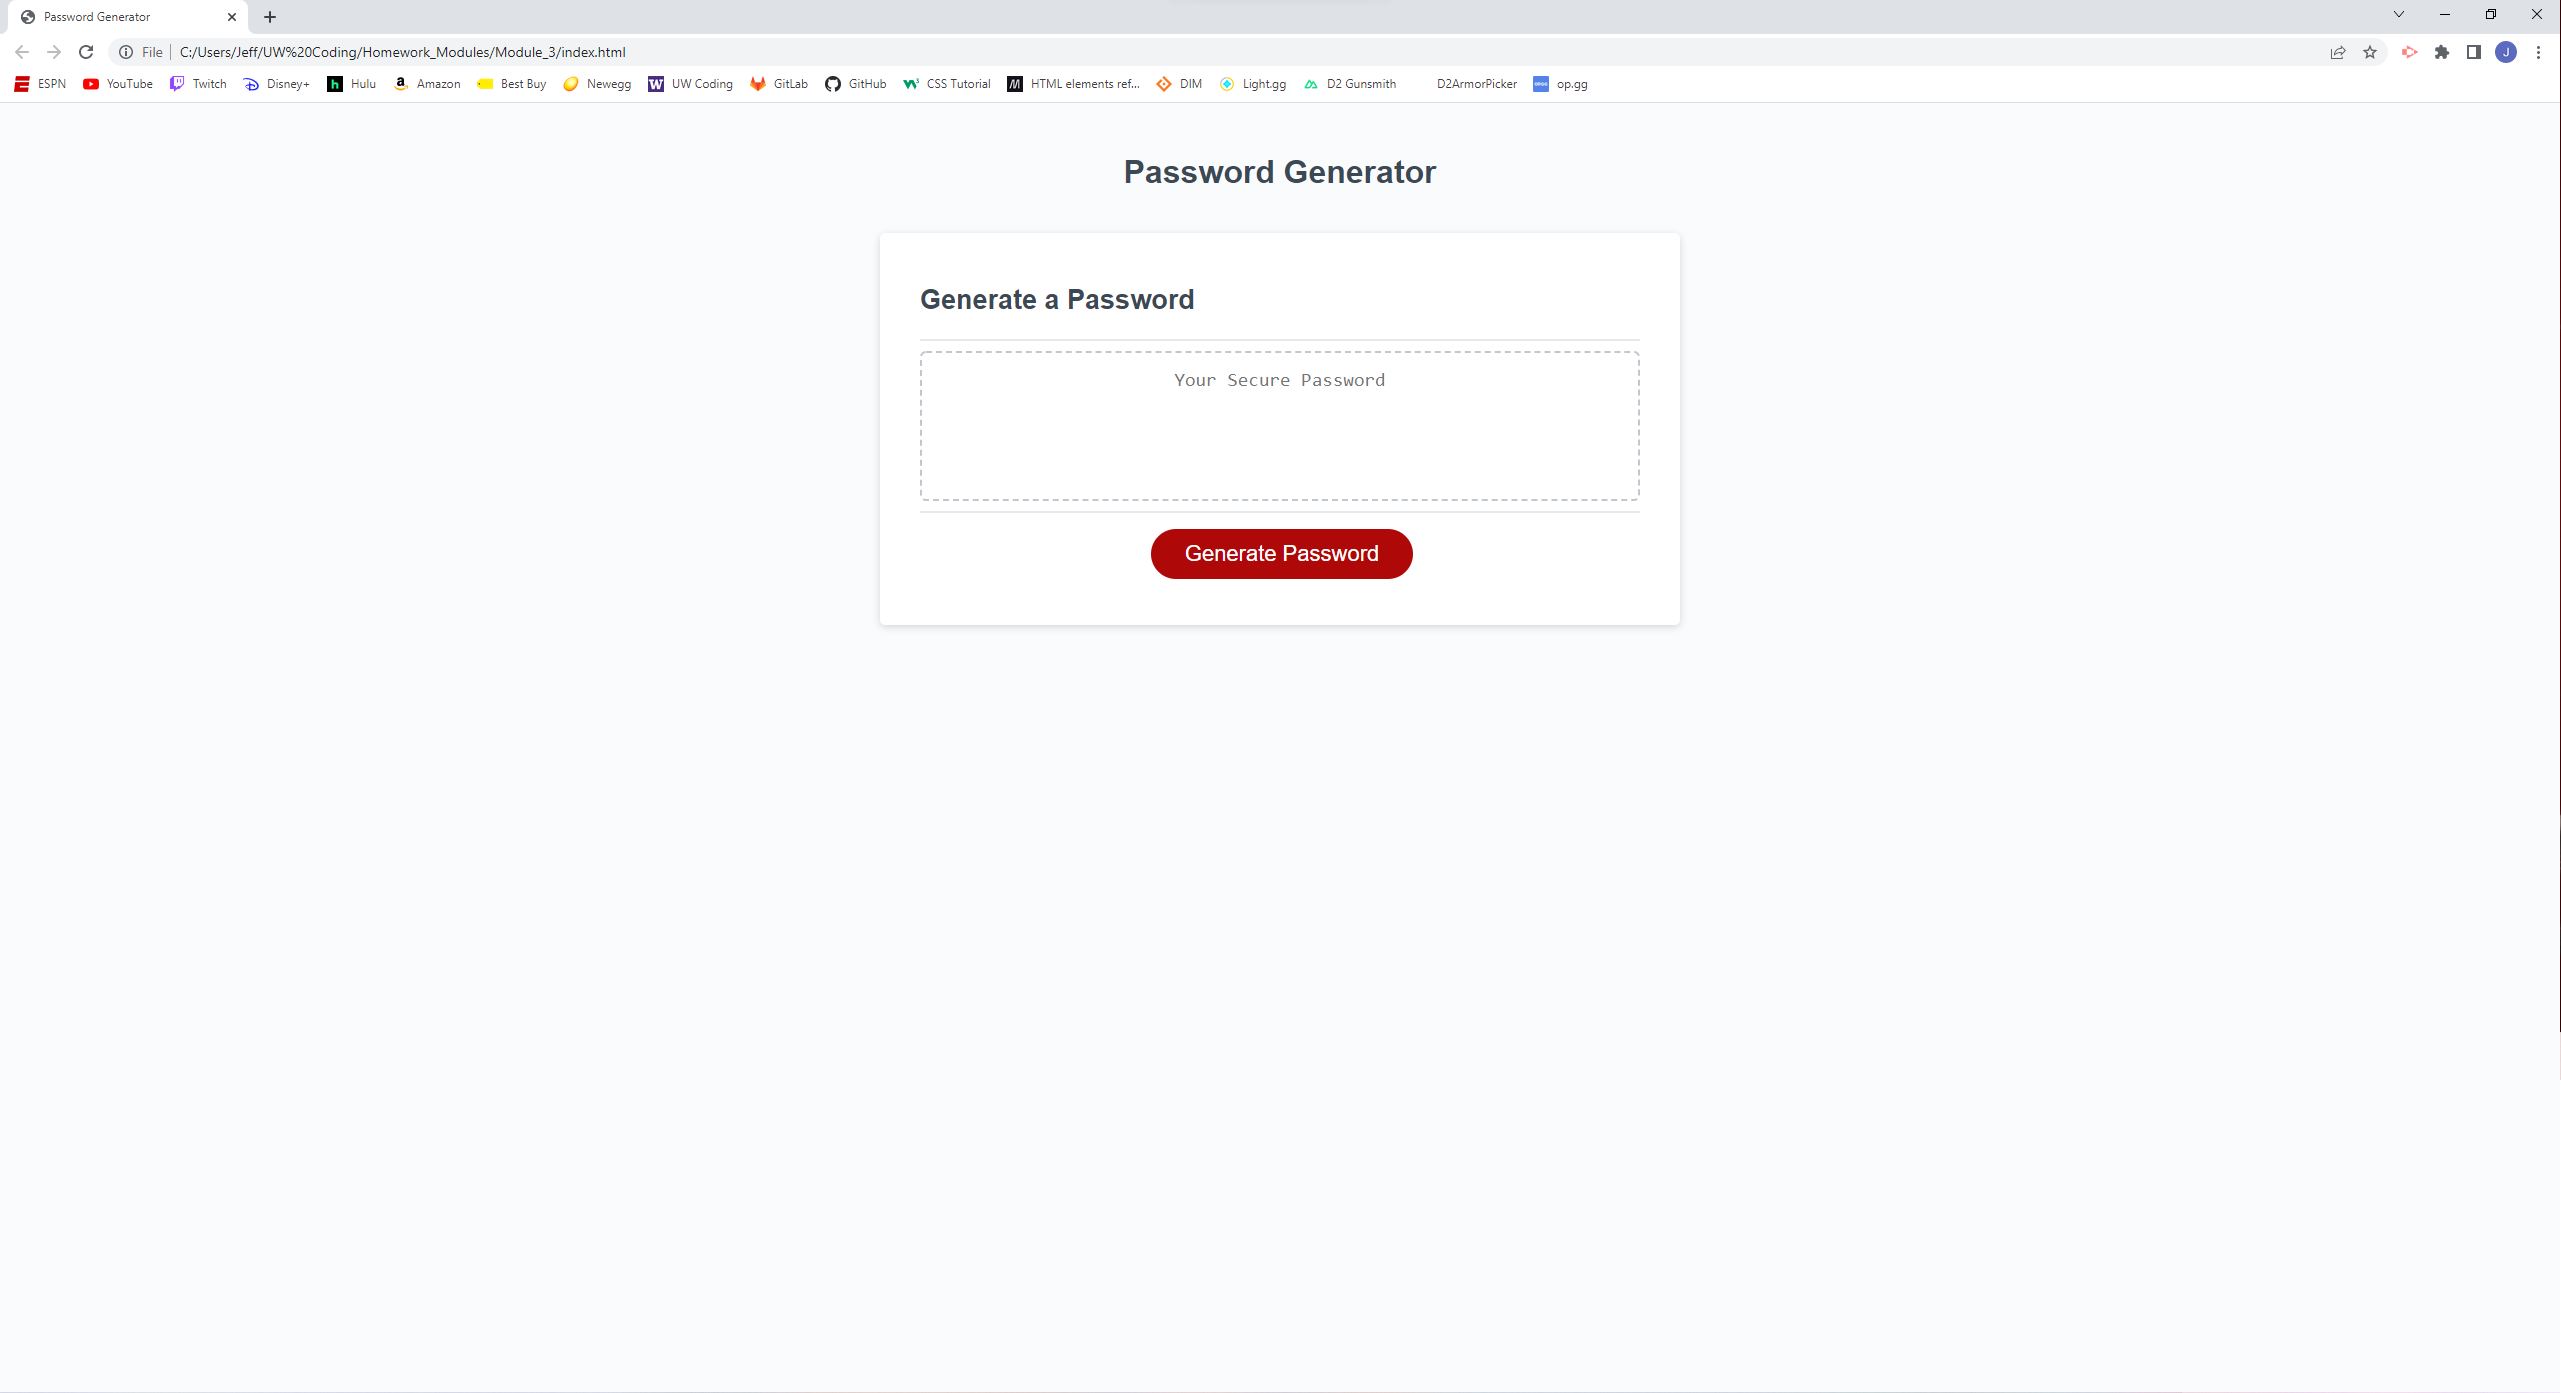 Password Generator
File C:/Users/Jeff/UW%20Coding/Homework_Modules/Module_3/index.html J
ESPN YouTube Twitch Disney+ h Hulu a Amazon Best Buy Newegg W UW Coding GitLab GitHub CSS Tutorial M HTML elements ref... DIM Light.gg D2 Gunsmith D2ArmorPicker OP.GG op.gg
Password Generator
Generate a Password
Your Secure Password
Generate Password